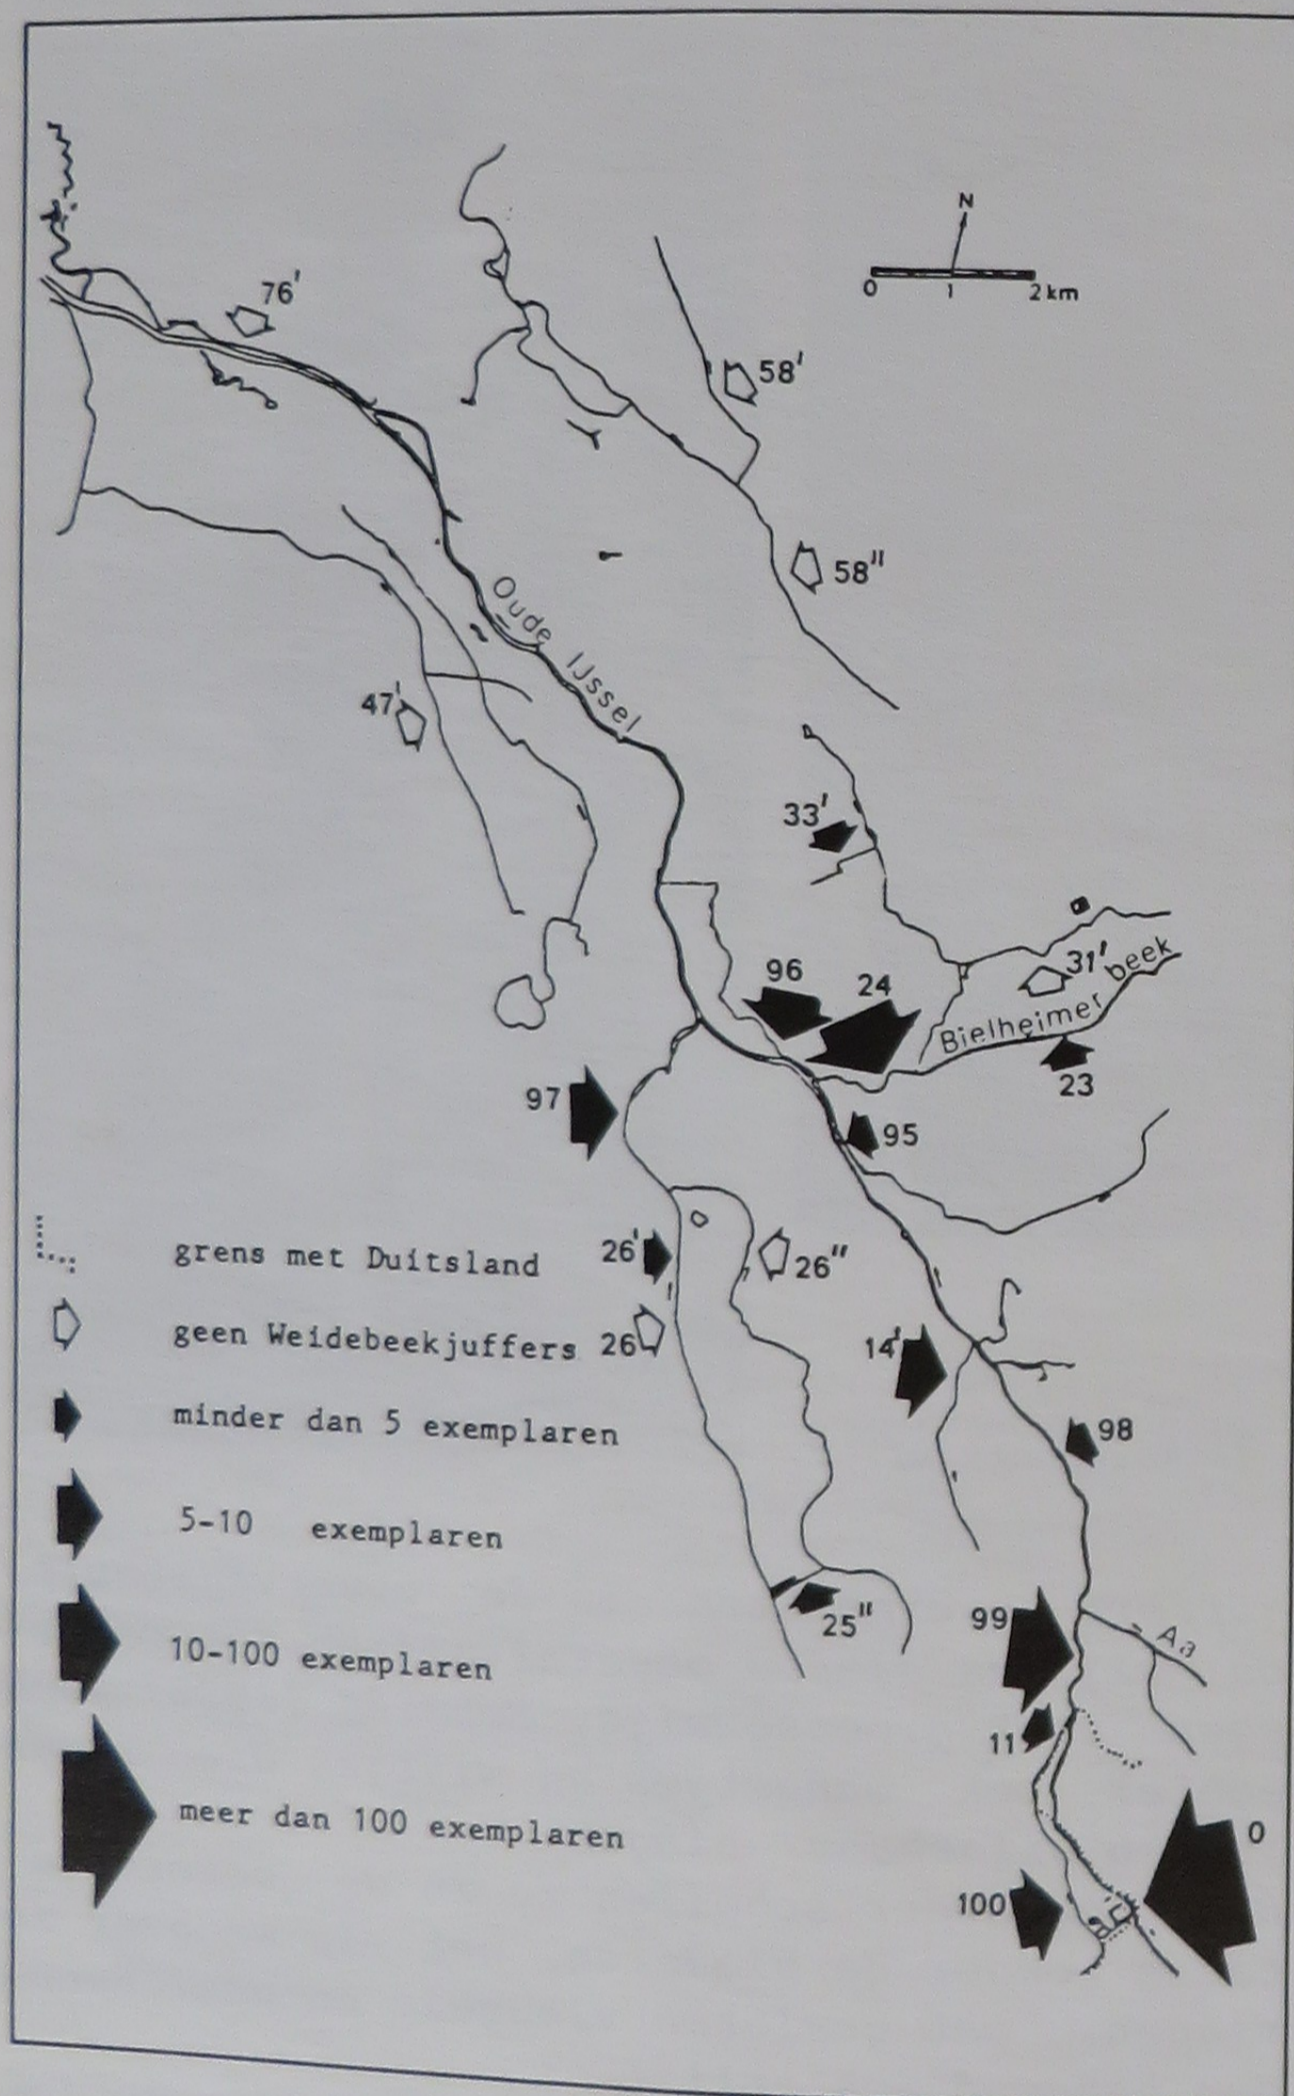 N
0 1 2 km
76'
58'
58"
Oude IJssel
47'
33'
31'
96
24
Bielheimer beek
23
97
95
26'
26"
26
14'
98
25"
99
Aa
11
0
100
grens met Duitsland
geen Weidebeekjuffers
minder dan 5 exemplaren
5-10 exemplaren
10-100 exemplaren
meer dan 100 exemplaren